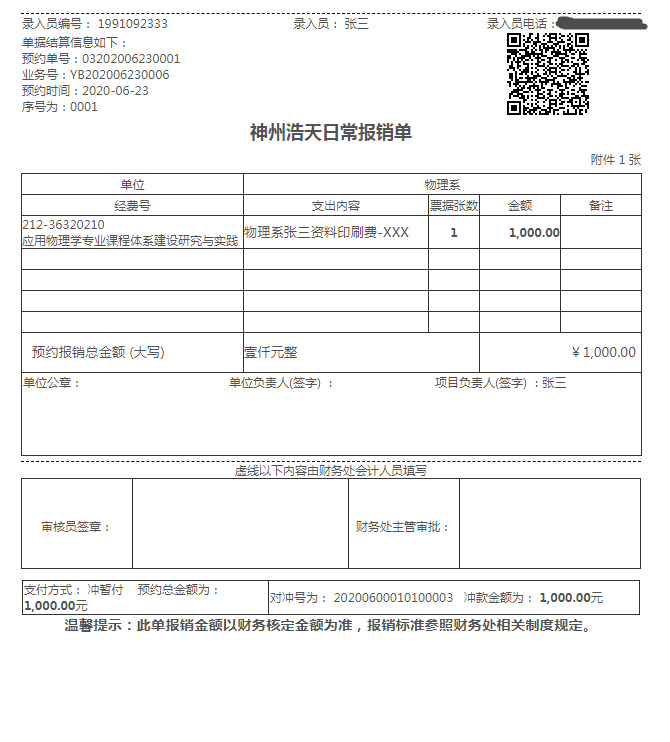 录入员编号： 1991092333 录入员： 张三 录入员电话：
单据结算信息如下：
预约单号：03202006230001
业务号：YB202006230006
预约时间：2020-06-23
序号为：0001
神州浩天日常报销单
附件 1 张
单位 物理系
经费号 支出内容 票据张数 金额 备注
212-36320210
应用物理学专业课程体系建设研究与实践 物理系张三资料印刷费-XXX 1 1,000.00
预约报销总金额 (大写) 壹仟元整 ￥1,000.00
单位公章： 单位负责人(签字) ： 项目负责人(签字) ：张三
虚线以下内容由财务处会计人员填写
审核员签章： 财务处主管审批：
支付方式： 冲暂付 预约总金额为：
1,000.00元 对冲号为： 20200600010100003 冲款金额为： 1,000.00元
温馨提示：此单报销金额以财务核定金额为准，报销标准参照财务处相关制度规定。